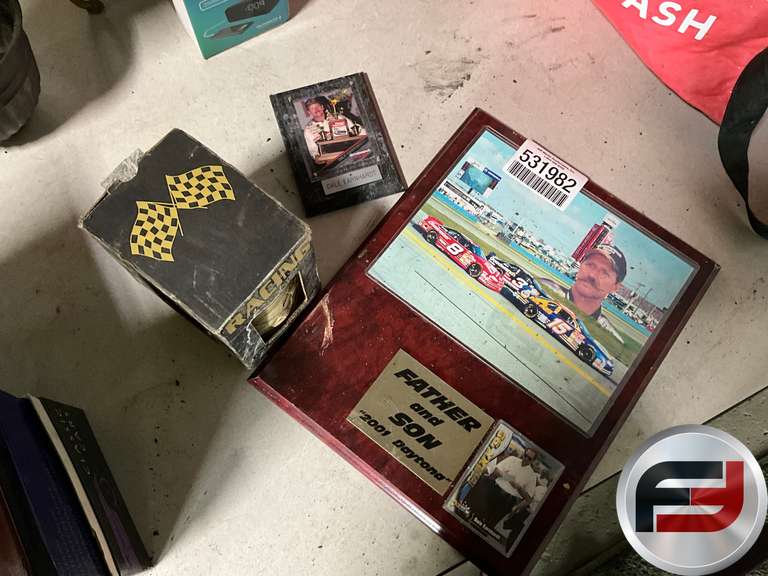 ASH
DALE EARNHARDT
531982
8
3
15
RACING
FATHER
and
SON
"2001 Daytona"